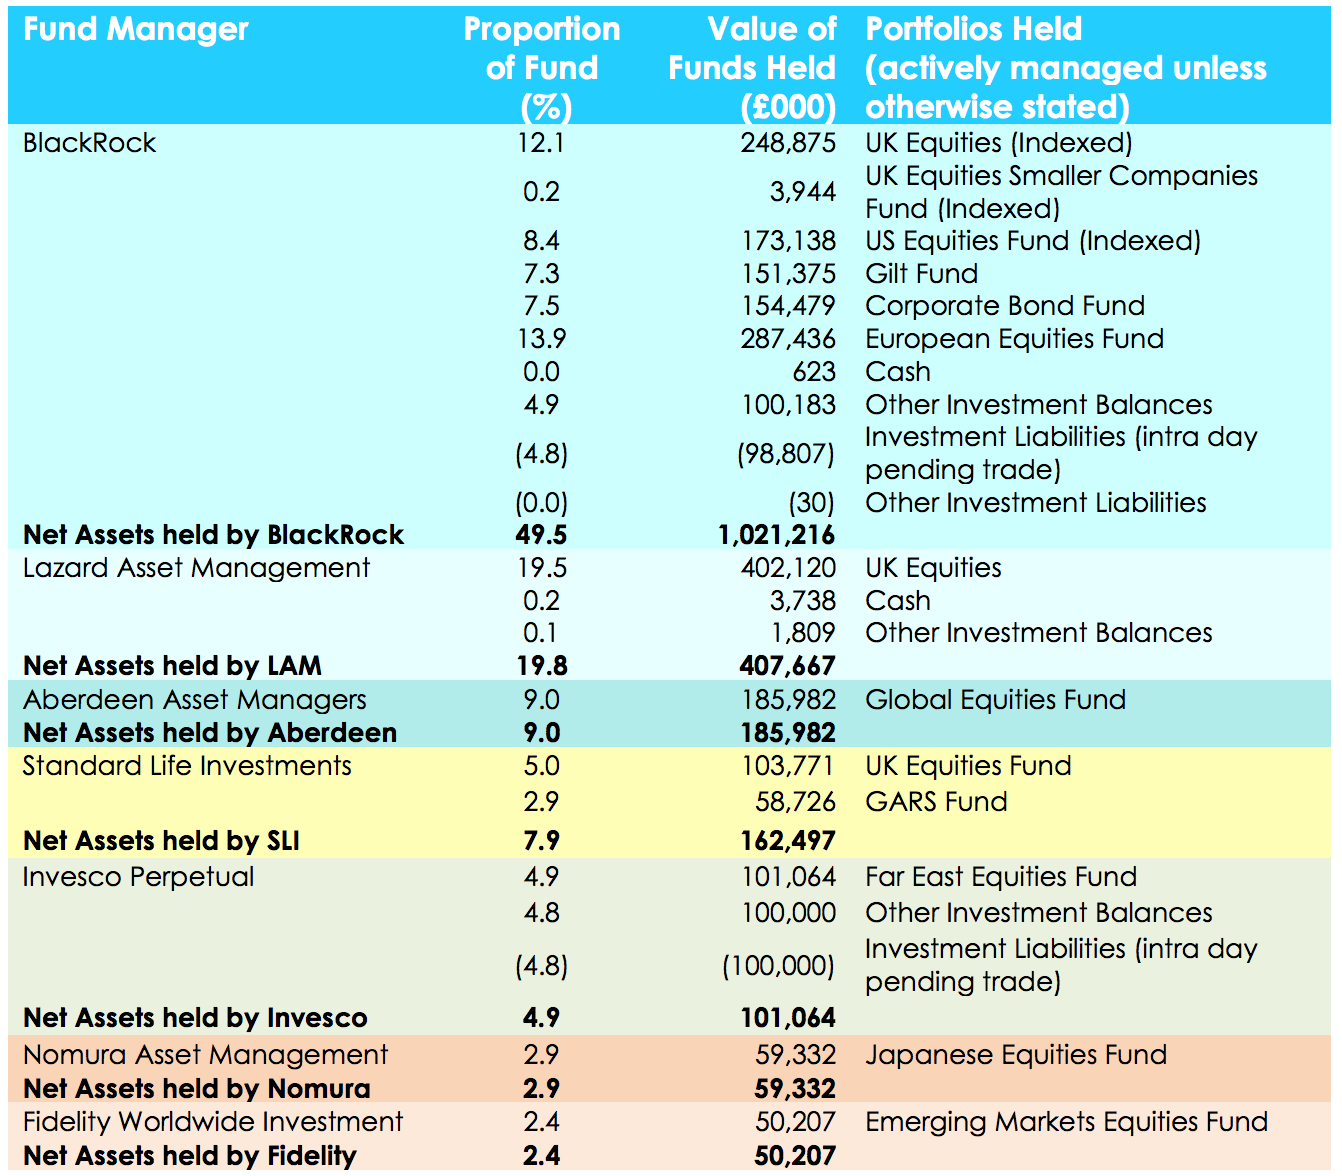 Fund Manager Proportion of Fund (%) Value of Funds Held (£000) Portfolios Held (actively managed unless otherwise stated)
BlackRock 12.1 248,875 UK Equities (Indexed)
0.2 3,944 UK Equities Smaller Companies Fund (Indexed)
8.4 173,138 US Equities Fund (Indexed)
7.3 151,375 Gilt Fund
7.5 154,479 Corporate Bond Fund
13.9 287,436 European Equities Fund
0.0 623 Cash
4.9 100,183 Other Investment Balances
(4.8) (98,807) Investment Liabilities (intra day pending trade)
(0.0) (30) Other Investment Liabilities
Net Assets held by BlackRock 49.5 1,021,216
Lazard Asset Management 19.5 402,120 UK Equities
0.2 3,738 Cash
0.1 1,809 Other Investment Balances
Net Assets held by LAM 19.8 407,667
Aberdeen Asset Managers 9.0 185,982 Global Equities Fund
Net Assets held by Aberdeen 9.0 185,982
Standard Life Investments 5.0 103,771 UK Equities Fund
2.9 58,726 GARS Fund
Net Assets held by SLI 7.9 162,497
Invesco Perpetual 4.9 101,064 Far East Equities Fund
4.8 100,000 Other Investment Balances
(4.8) (100,000) Investment Liabilities (intra day pending trade)
Net Assets held by Invesco 4.9 101,064
Nomura Asset Management 2.9 59,332 Japanese Equities Fund
Net Assets held by Nomura 2.9 59,332
Fidelity Worldwide Investment 2.4 50,207 Emerging Markets Equities Fund
Net Assets held by Fidelity 2.4 50,207